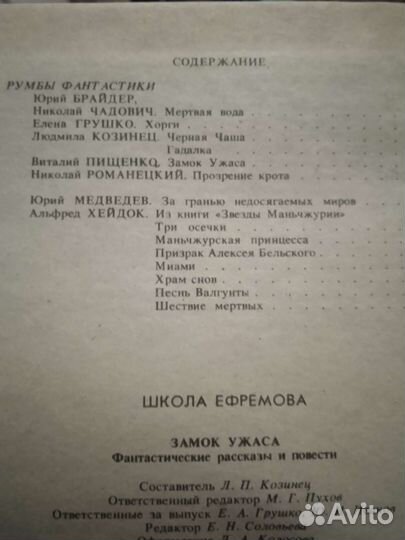 СОДЕРЖАНИЕ
РУМБЫ ФАНТАСТИКИ
Юрий БРАЙДЕР,
Николай ЧАДОВИЧ. Мертвая вода
Елена ГРУШКО. Хорги
Людмила КОЗИНЕЦ. Черная Чаша
Гадалка
Виталий ПИЩЕНКО. Замок Ужаса
Николай РОМАНЕЦКИЙ. Прозрение крота
Юрий МЕДВЕДЕВ. За гранью недосягаемых миров
Альфред ХЕЙДОК. Из книги «Звезды Маньчжурии»
Три осечки
Маньчжурская принцесса
Призрак Алексея Бельского
Миами
Храм снов
Песнь Валгунты
Шествие мертвых
ШКОЛА ЕФРЕМОВА
ЗАМОК УЖАСА
Фантастические рассказы и повести
Составитель Л. П. Козинец
Ответственный редактор М. Г. Пухов
Ответственные за выпуск Е. А. Грушко
Редактор Е. Н. Соловьева
Avito